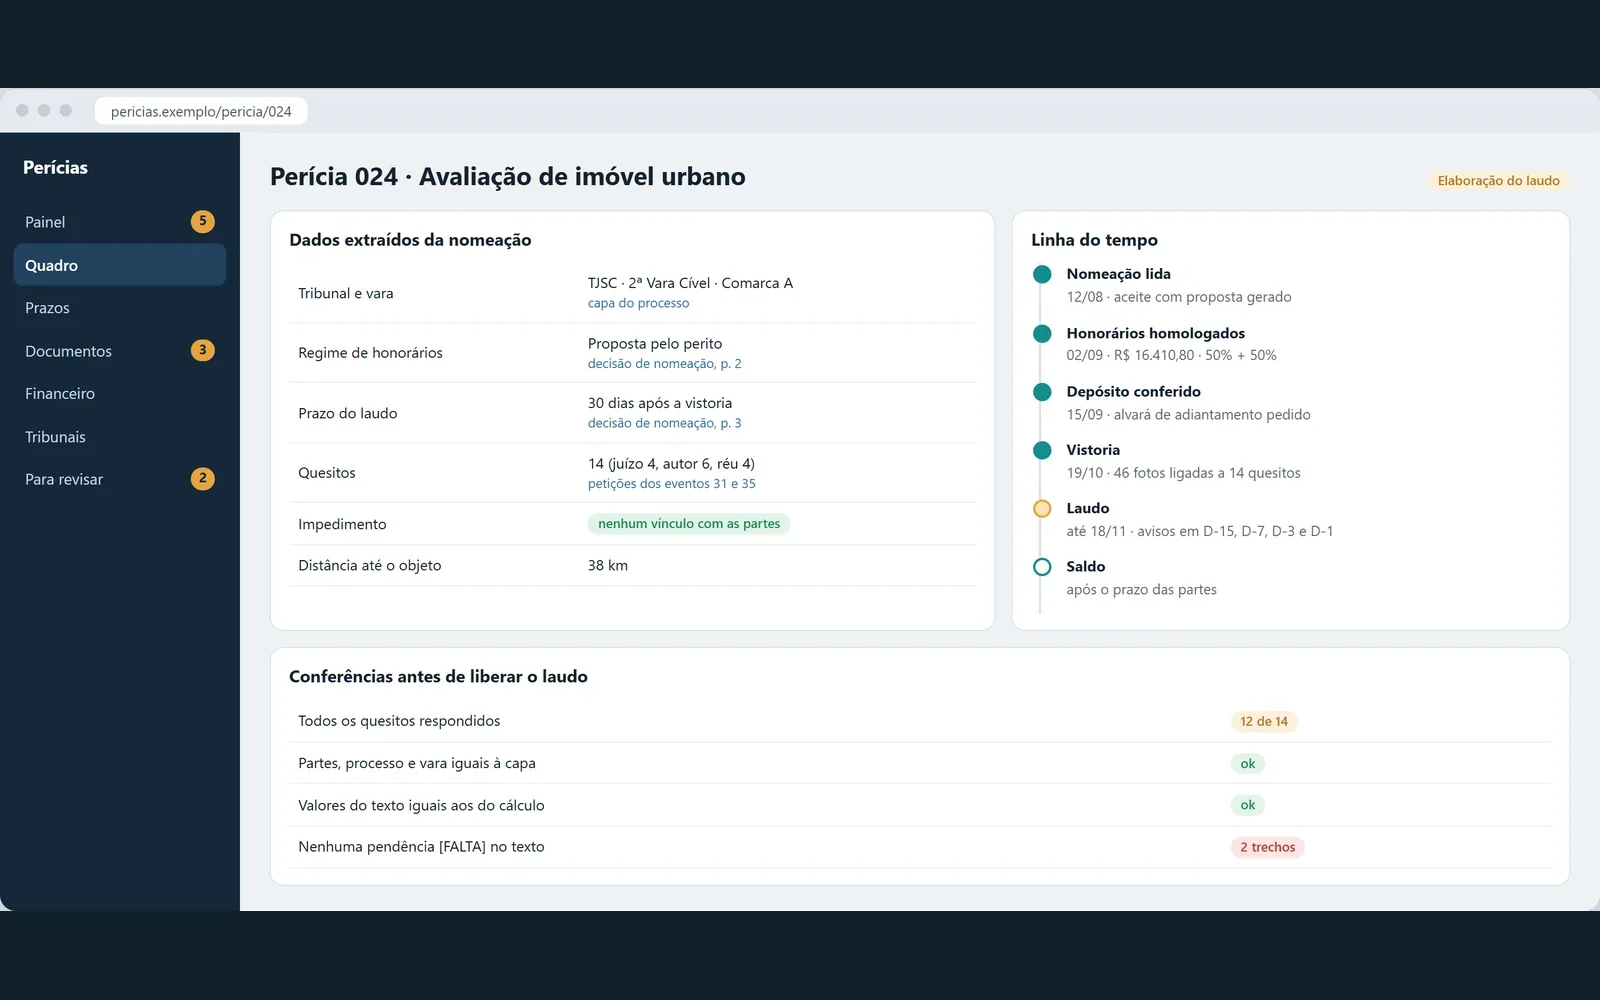 pericias.exemplo/pericia/024
Perícias
Painel 5
Quadro
Prazos
Documentos 3
Financeiro
Tribunais
Para revisar 2
Perícia 024 · Avaliação de imóvel urbano
Elaboração do laudo
Dados extraídos da nomeação
Tribunal e vara
TJSC · 2ª Vara Cível · Comarca A
capa do processo
Regime de honorários
Proposta pelo perito
decisão de nomeação, p. 2
Prazo do laudo
30 dias após a vistoria
decisão de nomeação, p. 3
Quesitos
14 (juízo 4, autor 6, réu 4)
petições dos eventos 31 e 35
Impedimento
nenhum vínculo com as partes
Distância até o objeto
38 km
Linha do tempo
Nomeação lida
12/08 · aceite com proposta gerado
Honorários homologados
02/09 · R$ 16.410,80 · 50% + 50%
Depósito conferido
15/09 · alvará de adiantamento pedido
Vistoria
19/10 · 46 fotos ligadas a 14 quesitos
Laudo
até 18/11 · avisos em D-15, D-7, D-3 e D-1
Saldo
após o prazo das partes
Conferências antes de liberar o laudo
Todos os quesitos respondidos
12 de 14
Partes, processo e vara iguais à capa
ok
Valores do texto iguais aos do cálculo
ok
Nenhuma pendência [FALTA] no texto
2 trechos